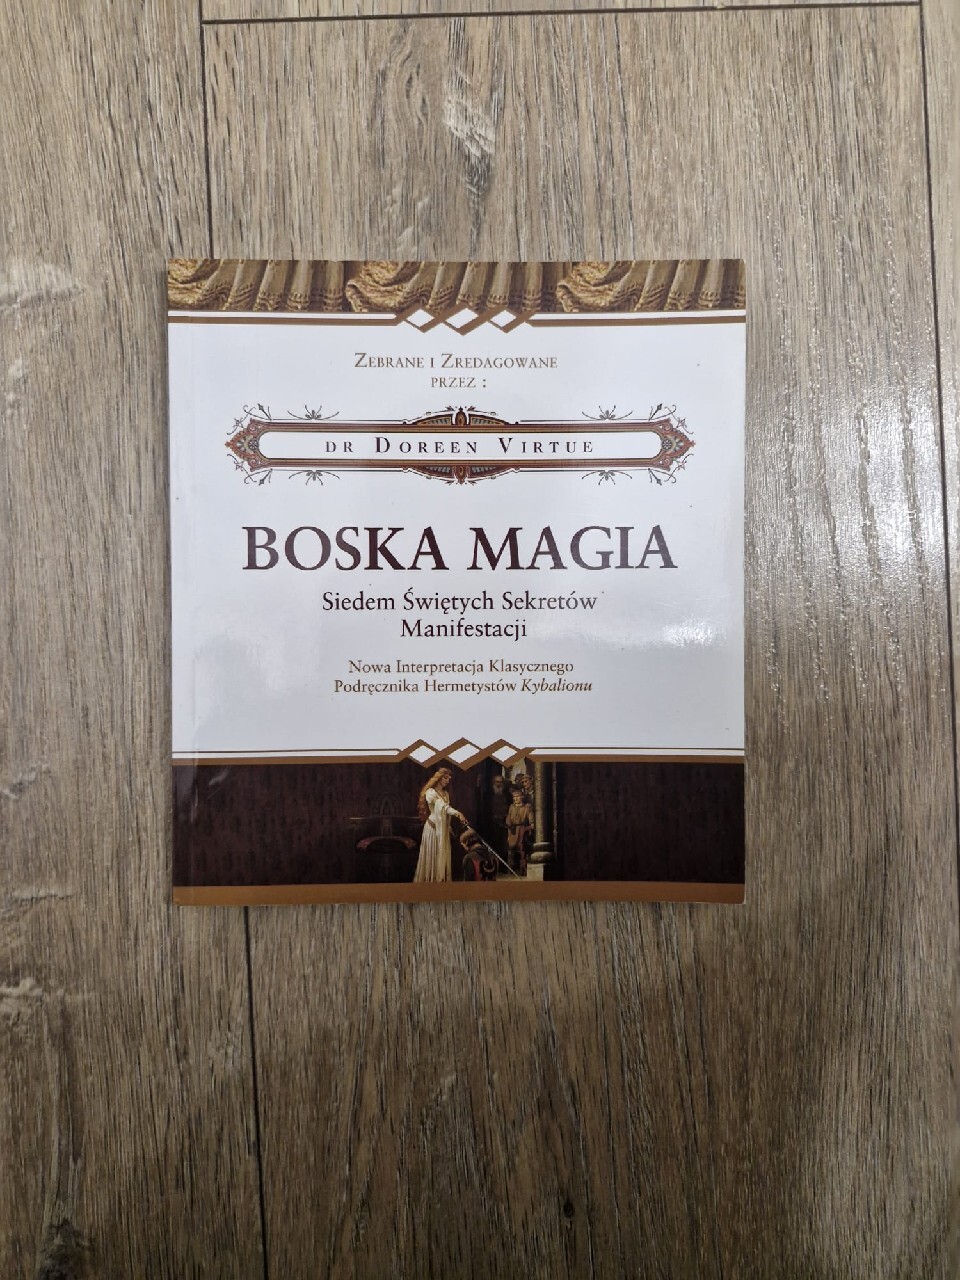 Zebrane i Zredagowane
przez :
dr Doreen Virtue
BOSKA MAGIA
Siedem Świętych Sekretów
Manifestacji
Nowa Interpretacja Klasycznego
Podręcznika Hermetystów Kybalionu